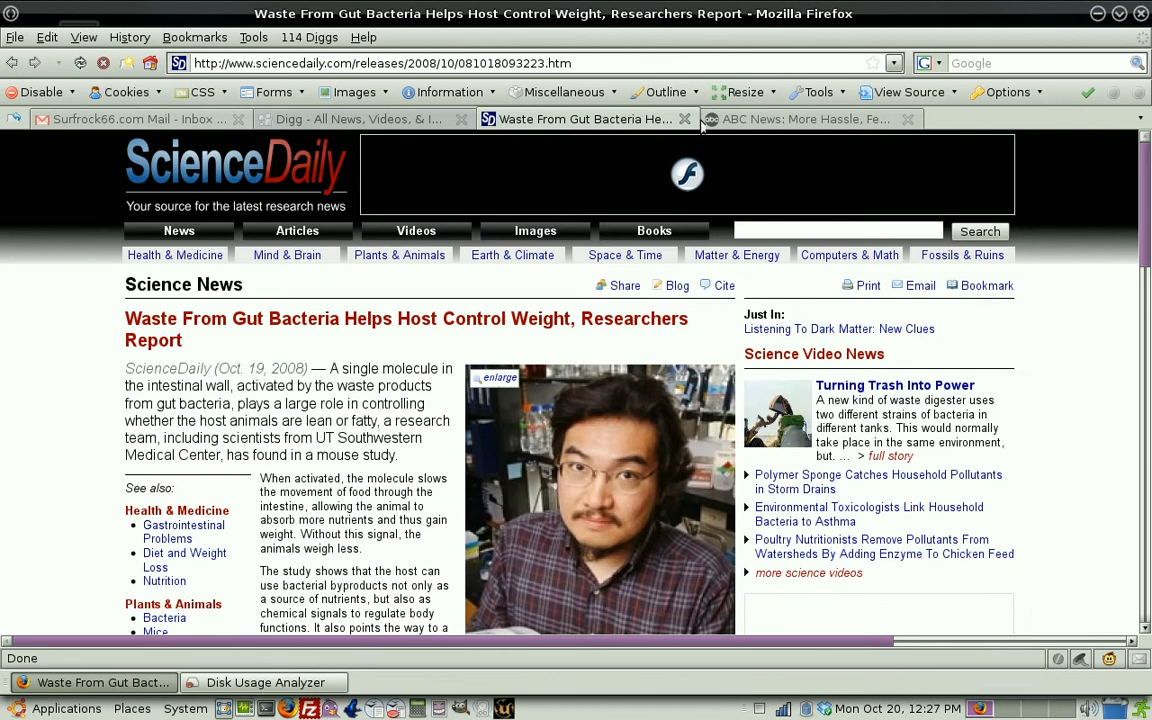 Waste From Gut Bacteria Helps Host Control Weight, Researchers Report - Mozilla Firefox
File Edit View History Bookmarks Tools 114 Diggs Help
http://www.sciencedaily.com/releases/2008/10/081018093223.htm
Google
Disable Cookies CSS Forms Images Information Miscellaneous Outline Resize Tools View Source Options
Surfrock66.com Mail - Inbox ... Digg - All News, Videos, & I... Waste From Gut Bacteria He... ABC News: More Hassle, Fe...
ScienceDaily
Your source for the latest research news
News Articles Videos Images Books
Search
Health & Medicine Mind & Brain Plants & Animals Earth & Climate Space & Time Matter & Energy Computers & Math Fossils & Ruins
Science News
Share Blog Cite
Print Email Bookmark
Waste From Gut Bacteria Helps Host Control Weight, Researchers
Report
ScienceDaily (Oct. 19, 2008) — A single molecule in
the intestinal wall, activated by the waste products
from gut bacteria, plays a large role in controlling
whether the host animals are lean or fatty, a research
team, including scientists from UT Southwestern
Medical Center, has found in a mouse study.
enlarge
See also:
Health & Medicine
Gastrointestinal
Problems
Diet and Weight
Loss
Nutrition
Plants & Animals
Bacteria
Mice
When activated, the molecule slows
the movement of food through the
intestine, allowing the animal to
absorb more nutrients and thus gain
weight. Without this signal, the
animals weigh less.
The study shows that the host can
use bacterial byproducts not only as
a source of nutrients, but also as
chemical signals to regulate body
functions. It also points the way to a
Just In:
Listening To Dark Matter: New Clues
Science Video News
Turning Trash Into Power
A new kind of waste digester uses
two different strains of bacteria in
different tanks. This would normally
take place in the same environment,
but. ... > full story
Polymer Sponge Catches Household Pollutants
in Storm Drains
Environmental Toxicologists Link Household
Bacteria to Asthma
Poultry Nutritionists Remove Pollutants From
Watersheds By Adding Enzyme To Chicken Feed
more science videos
Done
Waste From Gut Bact... Disk Usage Analyzer
Applications Places System
Mon Oct 20, 12:27 PM